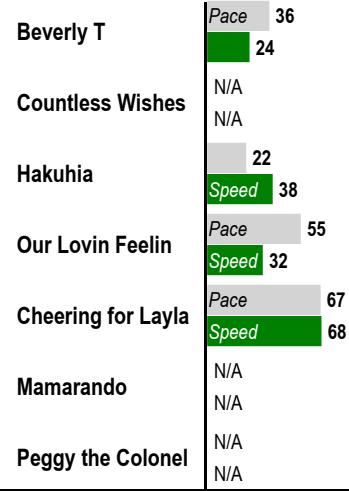 Beverly T
Pace 36
24
Countless Wishes
N/A
N/A
Hakuhia
22
Speed 38
Our Lovin Feelin
Pace 55
Speed 32
Cheering for Layla
Pace 67
Speed 68
Mamarando
N/A
N/A
Peggy the Colonel
N/A
N/A